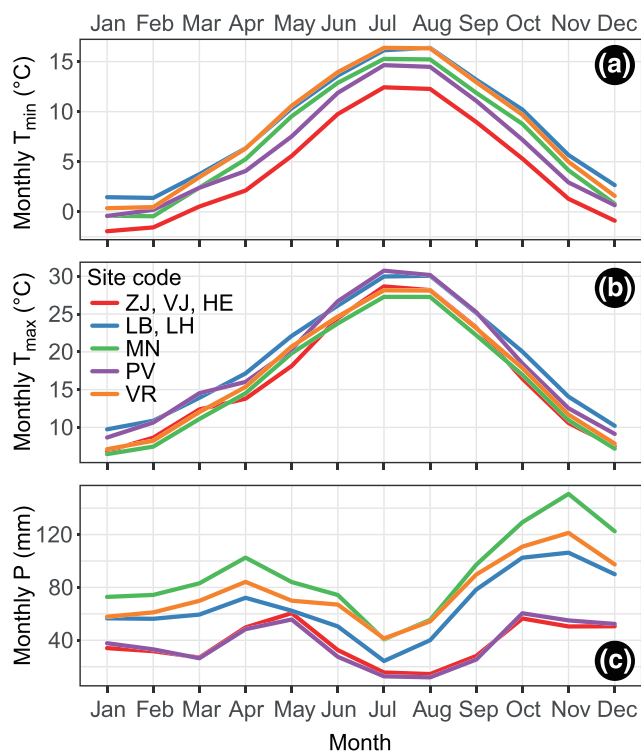 Jan Feb Mar Apr May Jun Jul Aug Sep Oct Nov Dec
(a)
Monthly Tmin (°C)
15
10
5
0
(b)
Monthly Tmax (°C)
30
25
20
15
10
Site code
ZJ, VJ, HE
LB, LH
MN
PV
VR
Monthly P (mm)
120
80
40
(c)
Jan Feb Mar Apr May Jun Jul Aug Sep Oct Nov Dec
Month